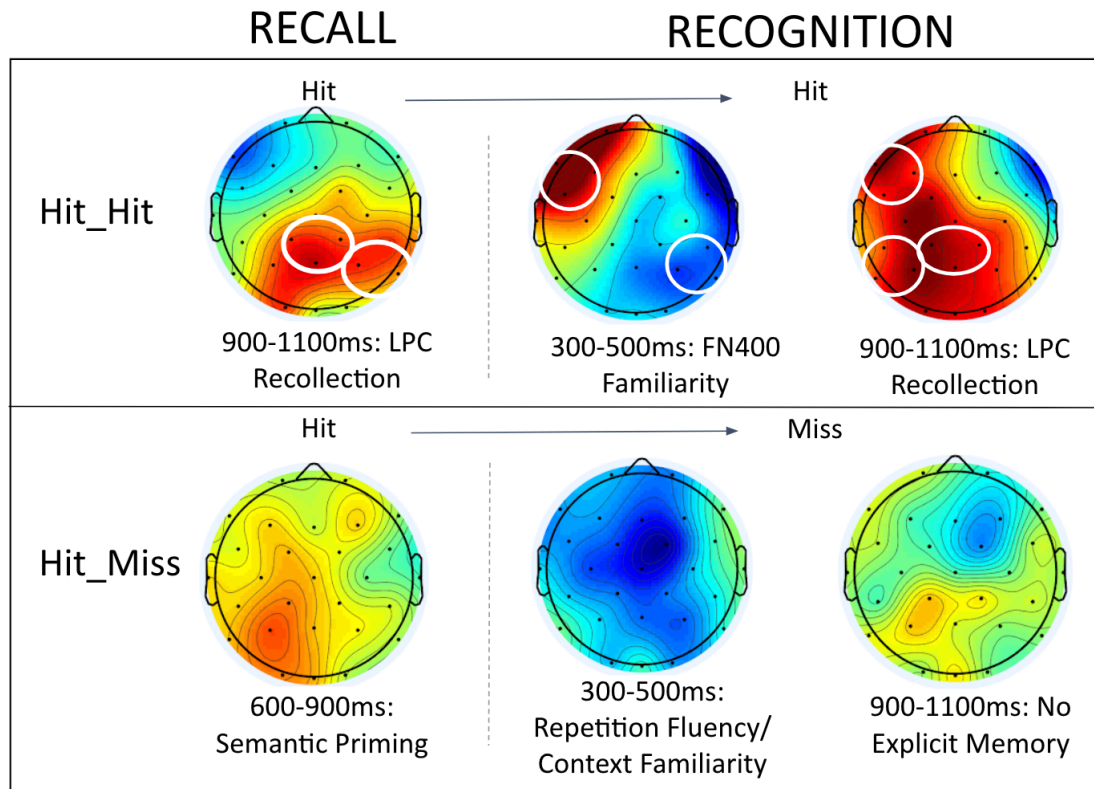 RECALL
RECOGNITION
Hit
Hit
Hit_Hit
900-1100ms: LPC
Recollection
300-500ms: FN400
Familiarity
900-1100ms: LPC
Recollection
Hit
Miss
Hit_Miss
600-900ms:
Semantic Priming
300-500ms:
Repetition Fluency/
Context Familiarity
900-1100ms: No
Explicit Memory